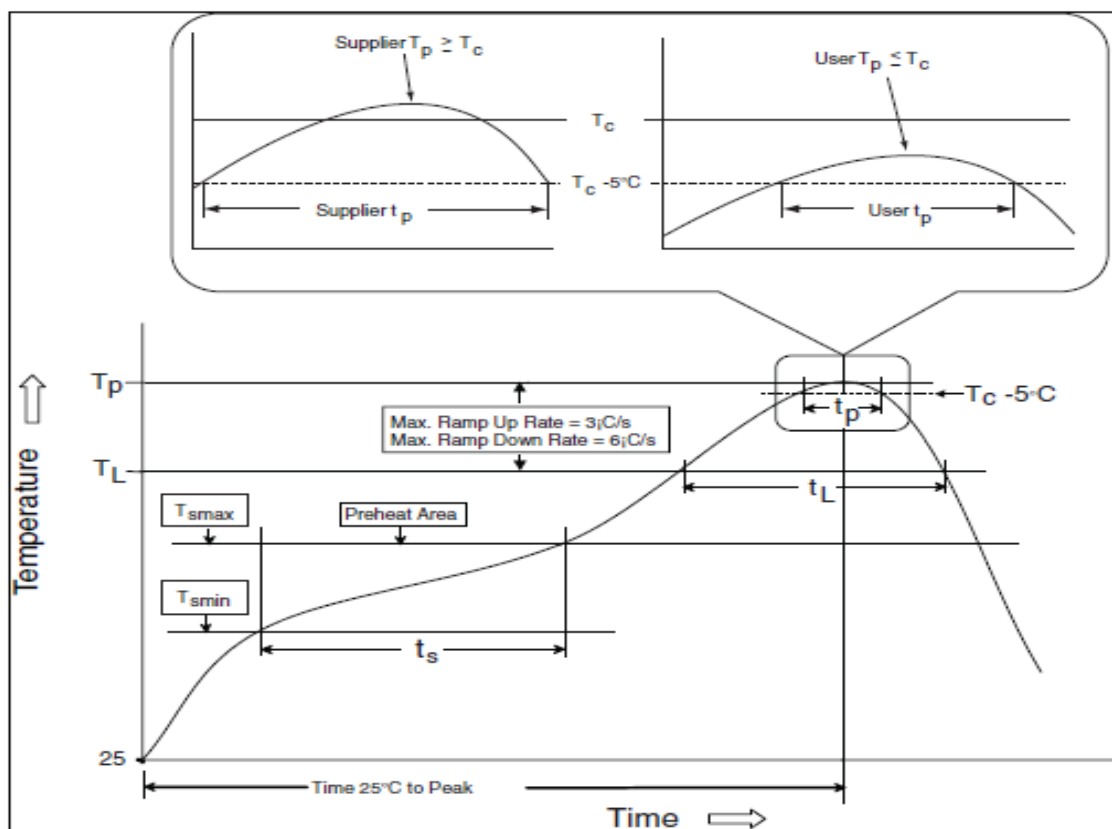 Supplier Tp ≥ Tc
User Tp ≤ Tc
Tc
Tc -5°C
Supplier tp
User tp
Tp
Tc -5°C
tp
Max. Ramp Up Rate = 3¡C/s
Max. Ramp Down Rate = 6¡C/s
TL
tL
Tsmax
Preheat Area
Tsmin
ts
Temperature
25
Time 25°C to Peak
Time